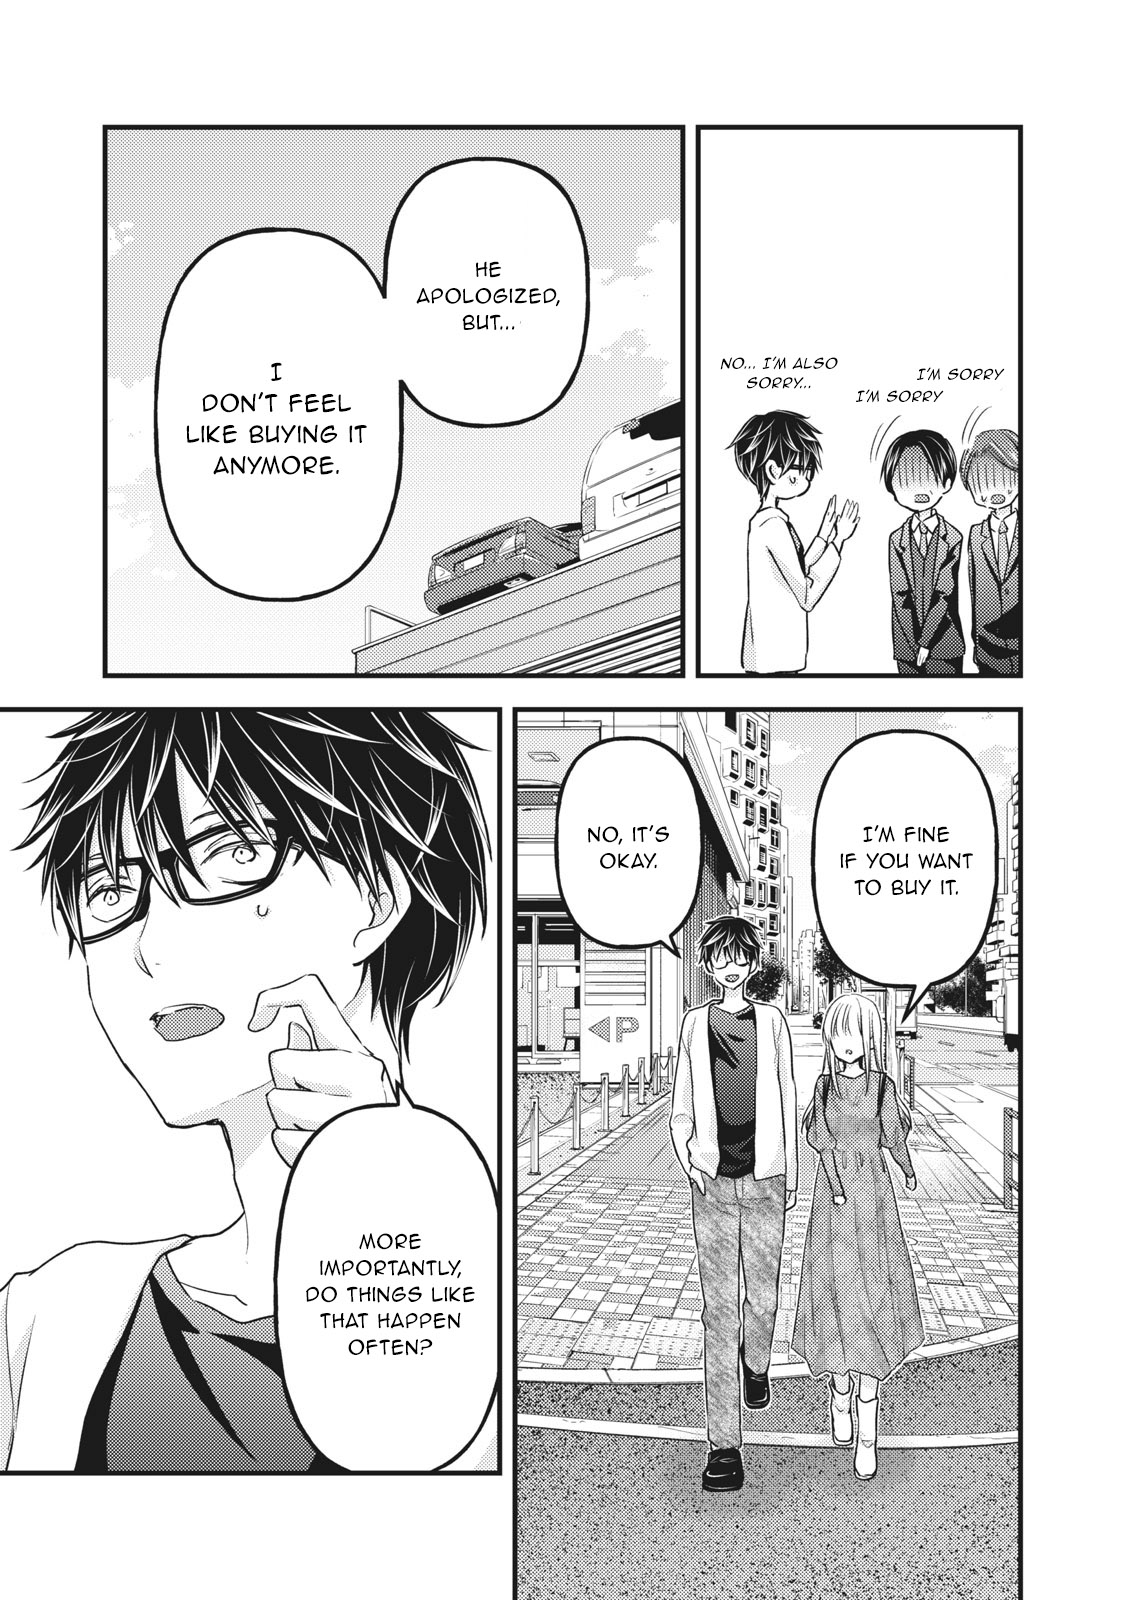 I'M SORRY
I'M SORRY
NO... I'M ALSO
SORRY...
HE
APOLOGIZED,
BUT...
I
DON'T FEEL
LIKE BUYING IT
ANYMORE.
I'M FINE
IF YOU WANT
TO BUY IT.
NO, IT'S
OKAY.
P
MORE
IMPORTANTLY,
DO THINGS LIKE
THAT HAPPEN
OFTEN?